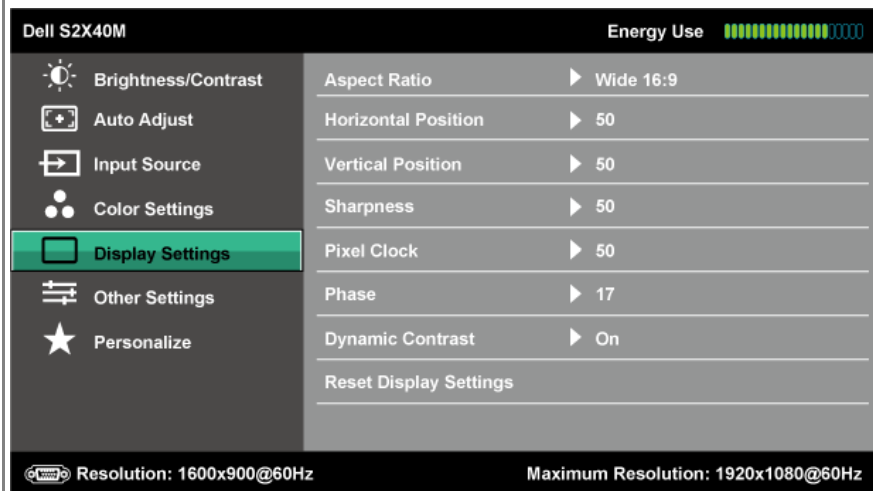 Dell S2X40M Energy Use
Brightness/Contrast Aspect Ratio Wide 16:9
Auto Adjust Horizontal Position 50
Input Source Vertical Position 50
Color Settings Sharpness 50
Display Settings Pixel Clock 50
Other Settings Phase 17
Personalize Dynamic Contrast On
Reset Display Settings
Resolution: 1600x900@60Hz Maximum Resolution: 1920x1080@60Hz